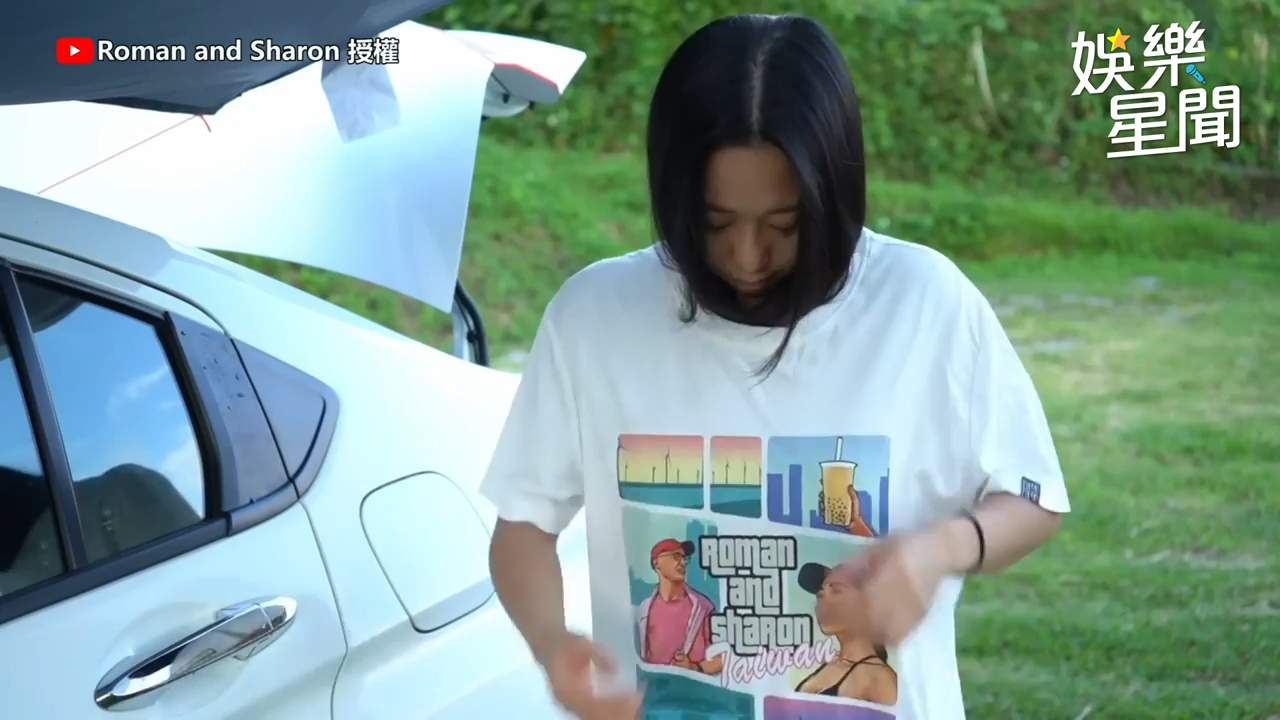 Roman and Sharon 授權
娛樂
星聞
Roman
and
Sharon
Taiwan